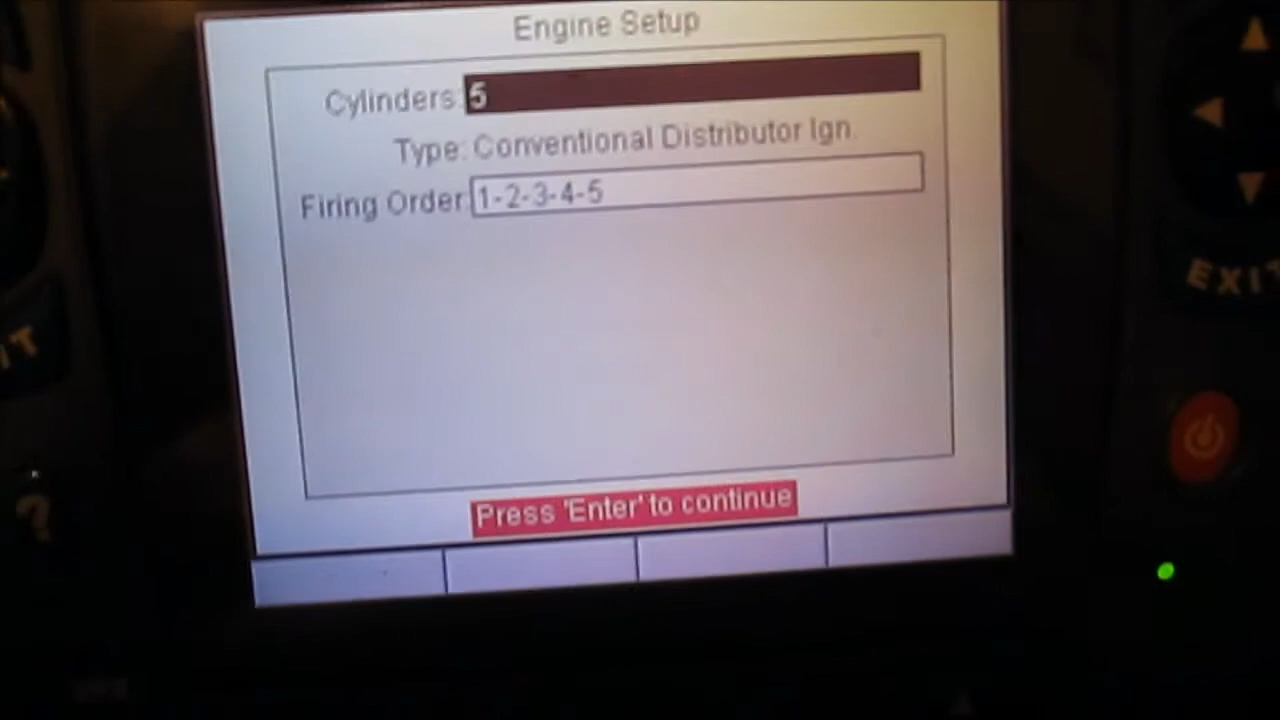 Engine Setup
Cylinders: 5
Type: Conventional Distributor Ign.
Firing Order: 1-2-3-4-5
Press 'Enter' to continue
EXIT
IT
?